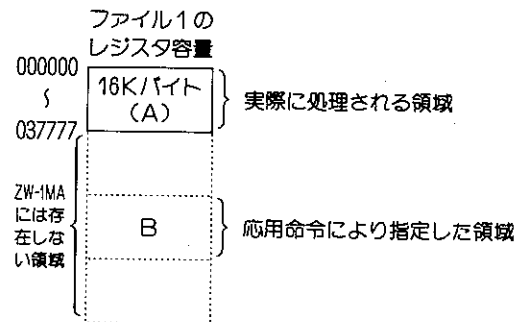 ファイル1の
レジスタ容量
000000
〜
037777
16Kバイト
(A)
実際に処理される領域
ZW-1MA
には存
在しな
い領域
B
応用命令により指定した領域